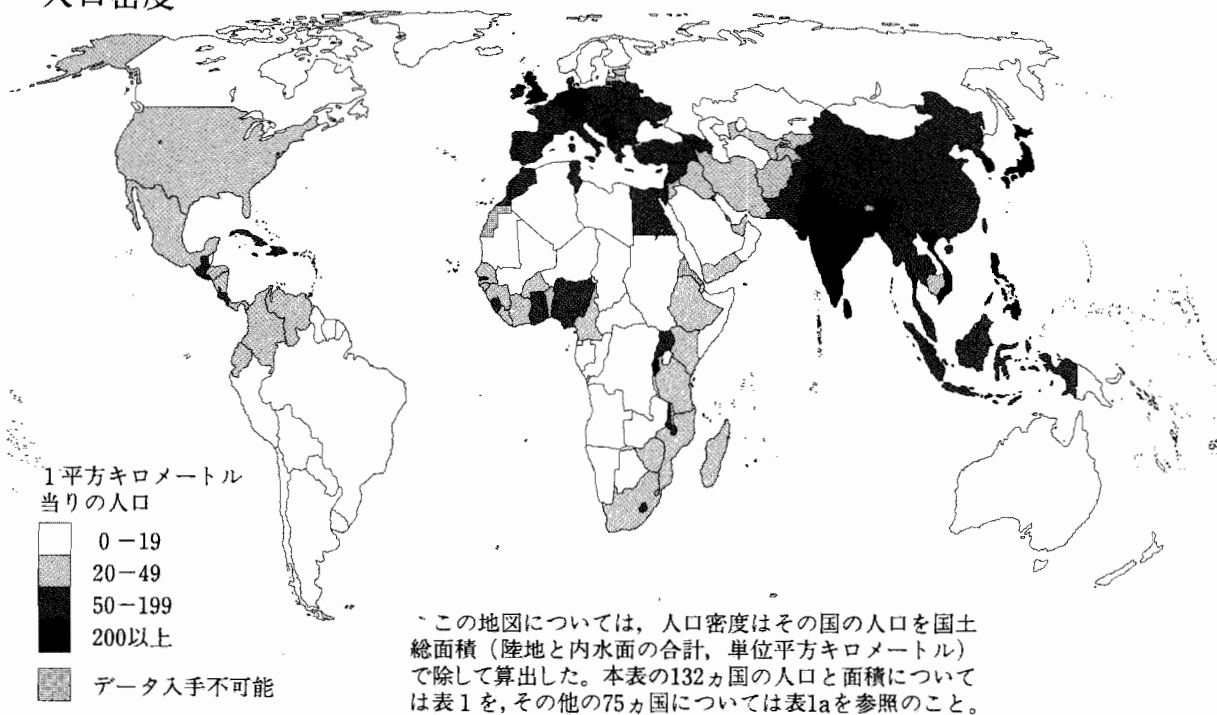 人口密度
1平方キロメートル
当りの人口
0－19
20－49
50－199
200以上
データ入手不可能
この地図については，人口密度はその国の人口を国土
総面積（陸地と内水面の合計，単位平方キロメートル）
で除して算出した。本表の132ヵ国の人口と面積について
は表1を，その他の75ヵ国については表1aを参照のこと。